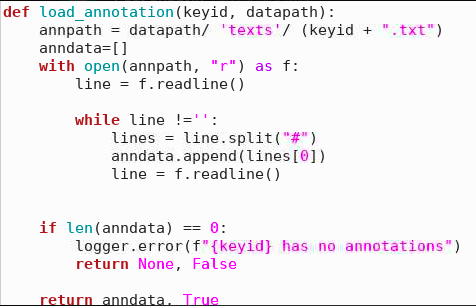 def load_annotation(keyid, datapath):
    annpath = datapath/ 'texts'/ (keyid + ".txt")
    anndata=[]
    with open(annpath, "r") as f:
        line = f.readline()

        while line !='':
            lines = line.split("#")
            anndata.append(lines[0])
            line = f.readline()


    if len(anndata) == 0:
        logger.error(f"{keyid} has no annotations")
        return None, False

    return anndata, True